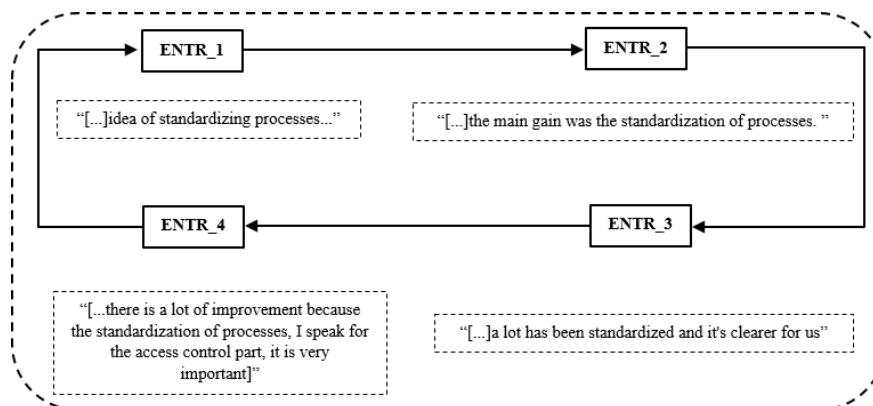 ENTR_1
ENTR_2
“[...]idea of standardizing processes...”
“[...]the main gain was the standardization of processes. ”
ENTR_4
ENTR_3
“[...there is a lot of improvement because
the standardization of processes, I speak for
the access control part, it is very
important]”
“[...]a lot has been standardized and it's clearer for us”